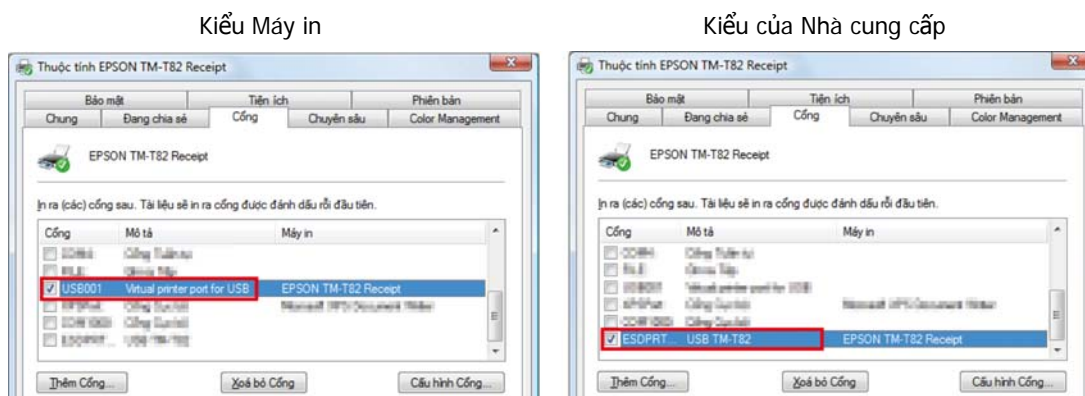 Kiểu Máy in
Thuộc tính EPSON TM-T82 Receipt
Bảo mật Tiện ích Phiên bản
Chung Đang chia sẻ Cổng Chuyên sâu Color Management
EPSON TM-T82 Receipt
In ra (các) cổng sau. Tài liệu sẽ in ra cổng được đánh dấu rồi đầu tiên.
Cổng Mô tả Máy in
USB001 Virtual printer port for USB EPSON TM-T82 Receipt
Thêm Cổng... Xoá bỏ Cổng Cấu hình Cổng...
Kiểu của Nhà cung cấp
Thuộc tính EPSON TM-T82 Receipt
Bảo mật Tiện ích Phiên bản
Chung Đang chia sẻ Cổng Chuyên sâu Color Management
EPSON TM-T82 Receipt
In ra (các) cổng sau. Tài liệu sẽ in ra cổng được đánh dấu rồi đầu tiên.
Cổng Mô tả Máy in
ESDPRT... USB TM-T82 EPSON TM-T82 Receipt
Thêm Cổng... Xoá bỏ Cổng Cấu hình Cổng...